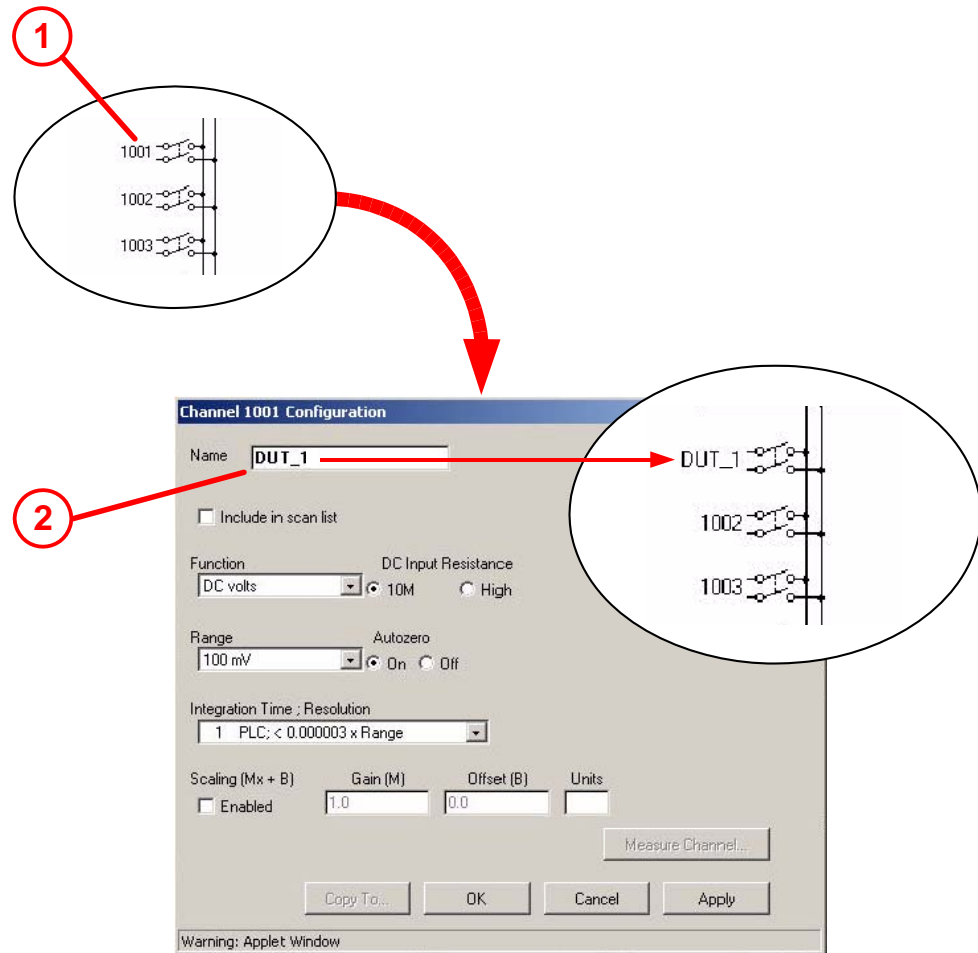 1
1001
1002
1003
Channel 1001 Configuration
Name DUT_1
DUT_1
1002
1003
2
Include in scan list
Function DC Input Resistance
DC volts 10M High
Range Autozero
100 mV On Off
Integration Time ; Resolution
1 PLC; < 0.000003 x Range
Scaling (Mx + B) Gain (M) Offset (B) Units
Enabled 1.0 0.0
Measure Channel...
Copy To... OK Cancel Apply
Warning: Applet Window